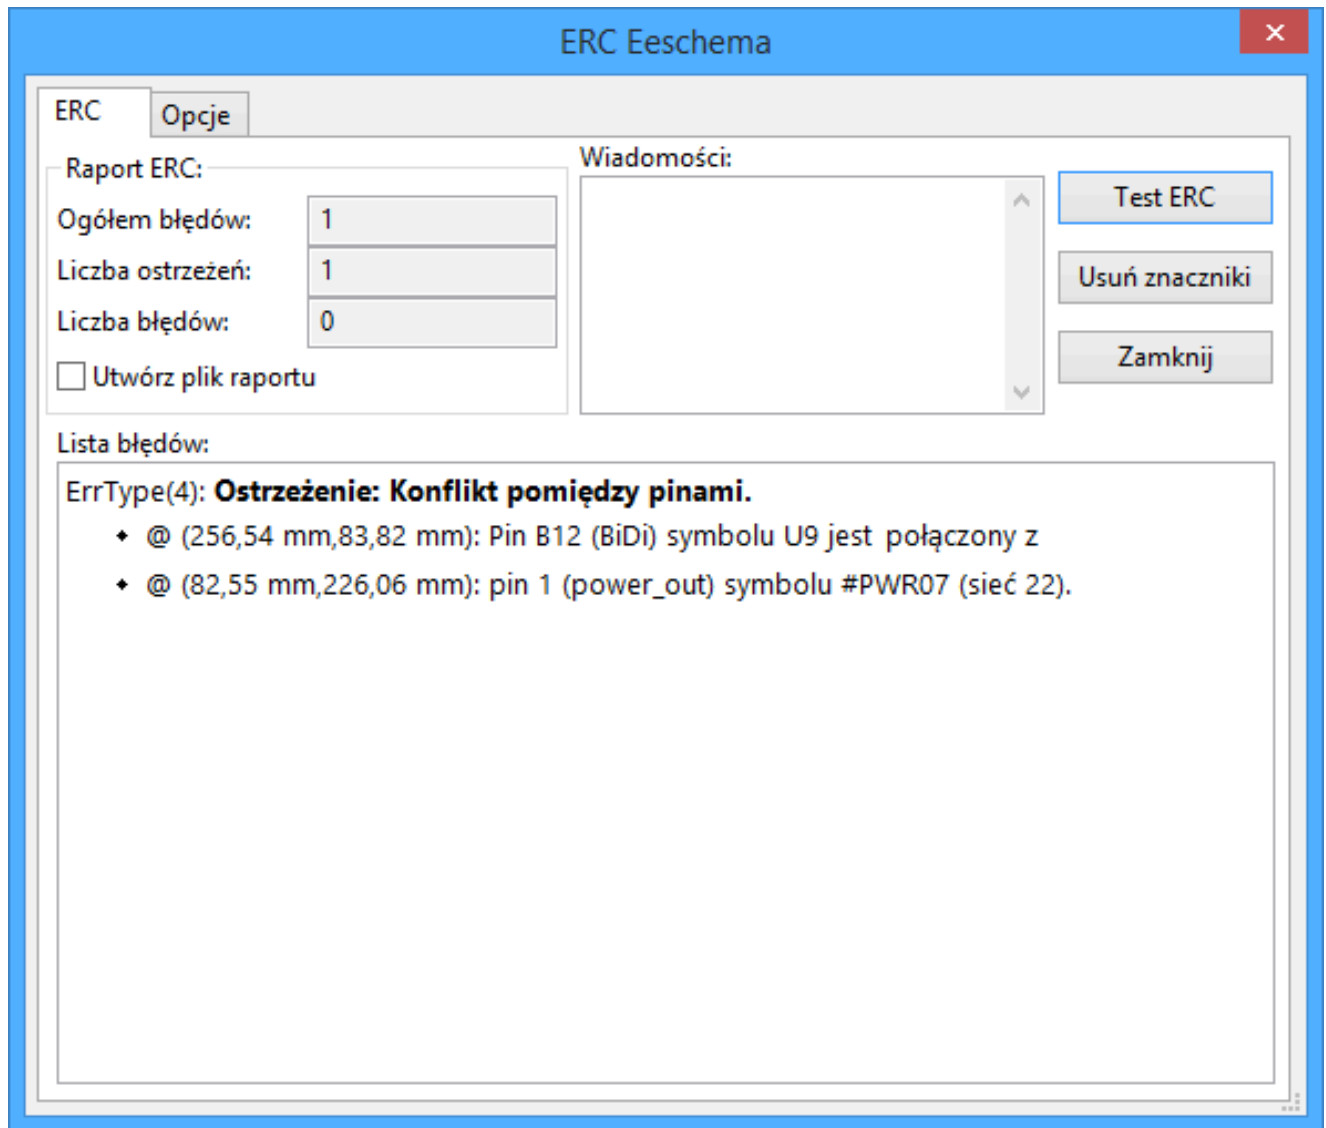 ERC Eeschema
ERC
Opcje
Raport ERC:
Ogółem błędów: 1
Liczba ostrzeżeń: 1
Liczba błędów: 0
Utwórz plik raportu
Wiadomości:
Test ERC
Usuń znaczniki
Zamknij
Lista błędów:
ErrType(4): Ostrzeżenie: Konflikt pomiędzy pinami.
@ (256,54 mm,83,82 mm): Pin B12 (BiDi) symbolu U9 jest połączony z
@ (82,55 mm,226,06 mm): pin 1 (power_out) symbolu #PWR07 (sieć 22).